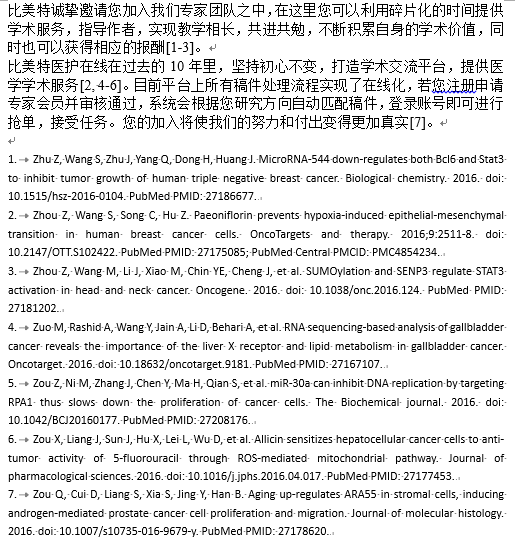 比美特诚挚邀请您加入我们专家团队之中,在这里您可以利用碎片化的时间提供
学术服务，指导作者，实现教学相长，共进共勉，不断积累自身的学术价值，同
时也可以获得相应的报酬[1-3]。
比美特医护在线在过去的 10 年里，坚持初心不变，打造学术交流平台，提供医
学学术服务[2, 4-6]。目前平台上所有稿件处理流程实现了在线化，若您注册申请
专家会员并审核通过，系统会根据您研究方向自动匹配稿件，登录账号即可进行
抢单，接受任务。您的加入将使我们的努力和付出变得更加真实[7]。
1. Zhu Z, Wang S, Zhu J, Yang Q, Dong H, Huang J. MicroRNA-544 down-regulates both Bcl6 and Stat3
to inhibit tumor growth of human triple negative breast cancer. Biological chemistry. 2016. doi:
10.1515/hsz-2016-0104. PubMed PMID: 27186677.
2. Zhou Z, Wang S, Song C, Hu Z. Paeoniflorin prevents hypoxia-induced epithelial-mesenchymal
transition in human breast cancer cells. OncoTargets and therapy. 2016;9:2511-8. doi:
10.2147/OTT.S102422. PubMed PMID: 27175085; PubMed Central PMCID: PMC4854234.
3. Zhou Z, Wang M, Li J, Xiao M, Chin YE, Cheng J, et al. SUMOylation and SENP3 regulate STAT3
activation in head and neck cancer. Oncogene. 2016. doi: 10.1038/onc.2016.124. PubMed PMID:
27181202.
4. Zuo M, Rashid A, Wang Y, Jain A, Li D, Behari A, et al. RNA sequencing-based analysis of gallbladder
cancer reveals the importance of the liver X receptor and lipid metabolism in gallbladder cancer.
Oncotarget. 2016. doi: 10.18632/oncotarget.9181. PubMed PMID: 27167107.
5. Zou Z, Ni M, Zhang J, Chen Y, Ma H, Qian S, et al. miR-30a can inhibit DNA replication by targeting
RPA1 thus slows down the proliferation of cancer cells. The Biochemical journal. 2016. doi:
10.1042/BCJ20160177. PubMed PMID: 27208176.
6. Zou X, Liang J, Sun J, Hu X, Lei L, Wu D, et al. Allicin sensitizes hepatocellular cancer cells to anti-
tumor activity of 5-fluorouracil through ROS-mediated mitochondrial pathway. Journal of
pharmacological sciences. 2016. doi: 10.1016/j.jphs.2016.04.017. PubMed PMID: 27177453.
7. Zou Q, Cui D, Liang S, Xia S, Jing Y, Han B. Aging up-regulates ARA55 in stromal cells, inducing
androgen-mediated prostate cancer cell proliferation and migration. Journal of molecular histology.
2016. doi: 10.1007/s10735-016-9679-y. PubMed PMID: 27178620.